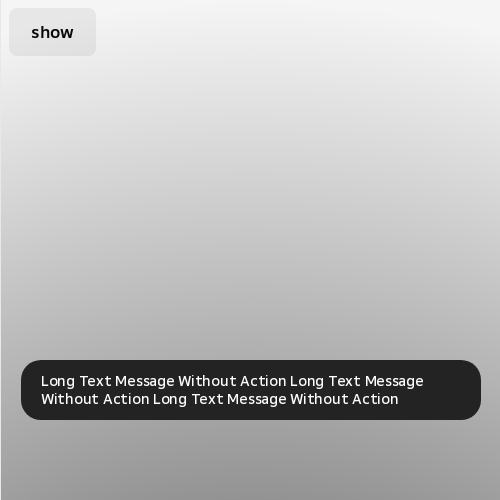 show
Long Text Message Without Action Long Text Message
Without Action Long Text Message Without Action